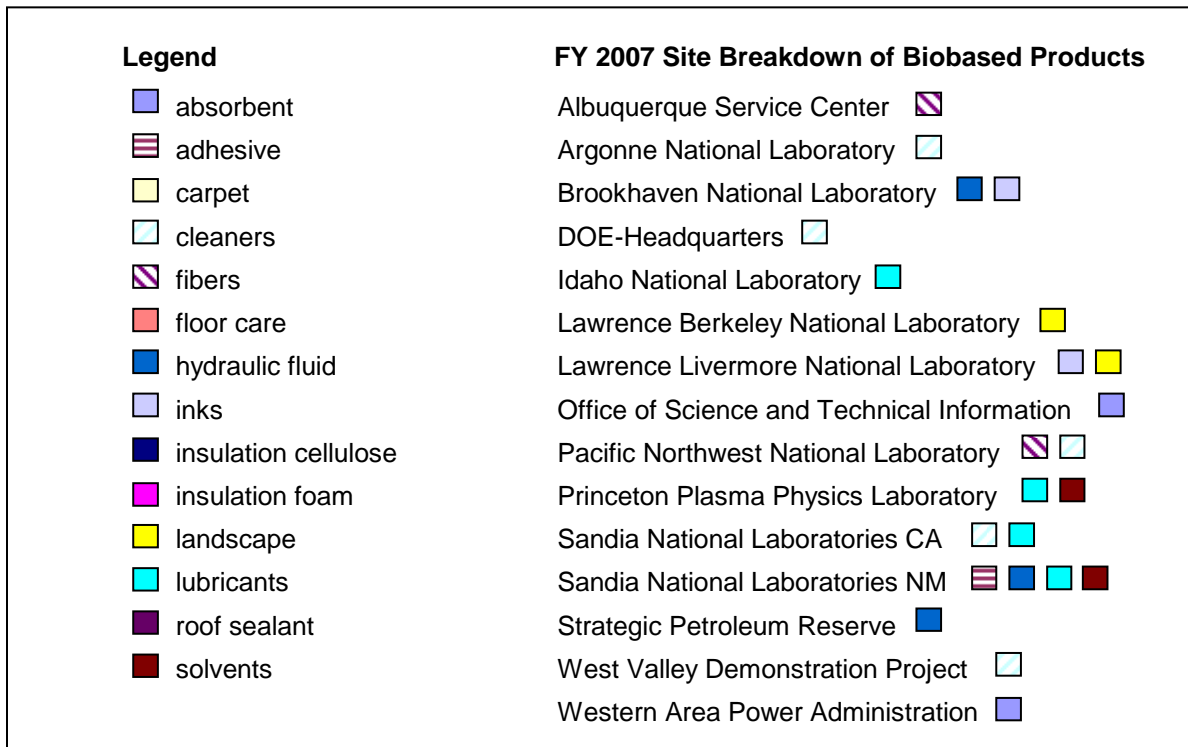 Legend
absorbent
adhesive
carpet
cleaners
fibers
floor care
hydraulic fluid
inks
insulation cellulose
insulation foam
landscape
lubricants
roof sealant
solvents
FY 2007 Site Breakdown of Biobased Products
Albuquerque Service Center
Argonne National Laboratory
Brookhaven National Laboratory
DOE-Headquarters
Idaho National Laboratory
Lawrence Berkeley National Laboratory
Lawrence Livermore National Laboratory
Office of Science and Technical Information
Pacific Northwest National Laboratory
Princeton Plasma Physics Laboratory
Sandia National Laboratories CA
Sandia National Laboratories NM
Strategic Petroleum Reserve
West Valley Demonstration Project
Western Area Power Administration